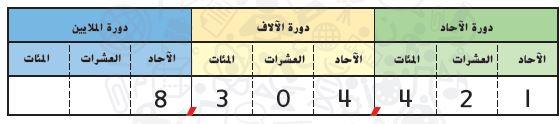 دورة الآحاد دورة الآلاف دورة الملايين
الآحاد العشرات المئات الآحاد العشرات المئات الآحاد العشرات المئات
8 , 3 0 4 , 4 2 1